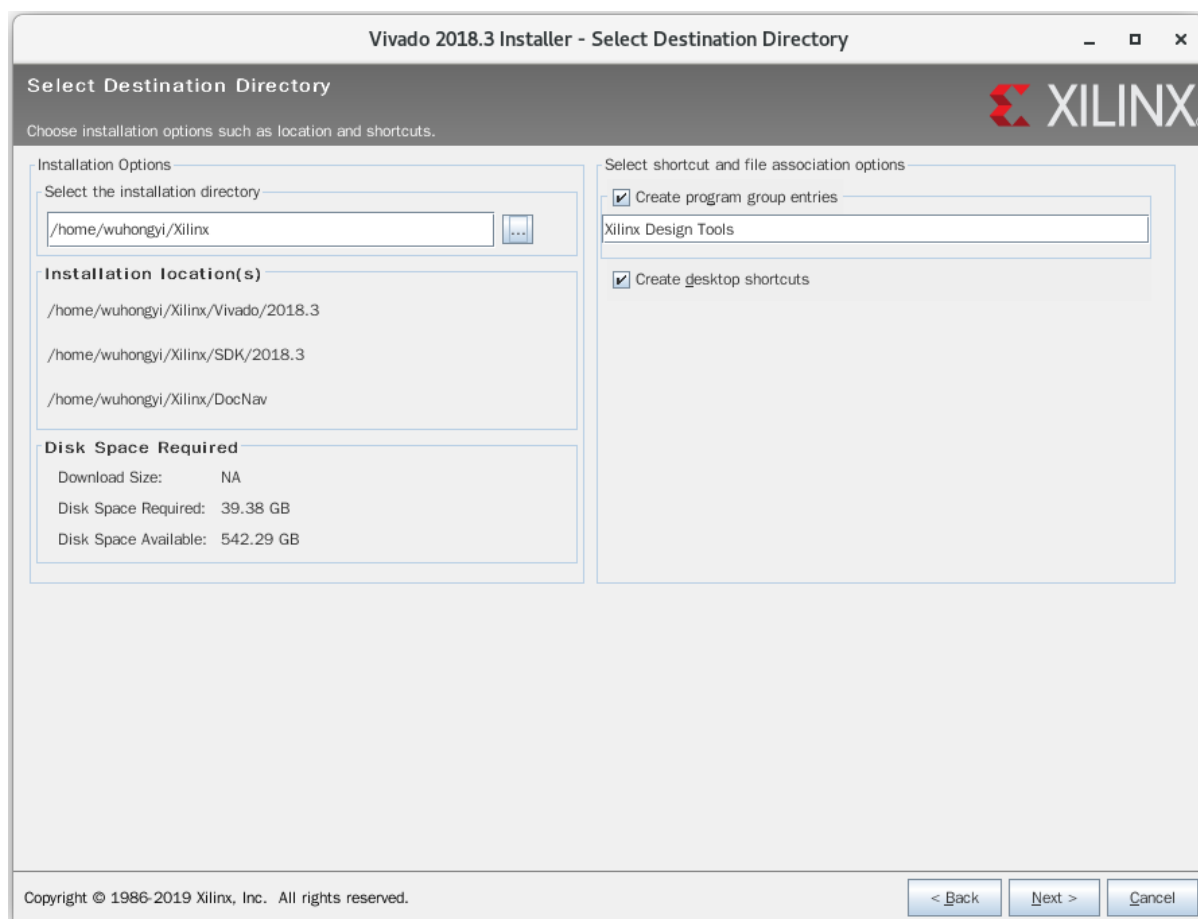 Vivado 2018.3 Installer - Select Destination Directory
Select Destination Directory
Choose installation options such as location and shortcuts.
XILINX
Installation Options
Select the installation directory
/home/wuhongyi/Xilinx
...
Installation location(s)
/home/wuhongyi/Xilinx/Vivado/2018.3
/home/wuhongyi/Xilinx/SDK/2018.3
/home/wuhongyi/Xilinx/DocNav
Disk Space Required
Download Size: NA
Disk Space Required: 39.38 GB
Disk Space Available: 542.29 GB
Select shortcut and file association options
Create program group entries
Xilinx Design Tools
Create desktop shortcuts
Copyright © 1986-2019 Xilinx, Inc. All rights reserved.
< Back
Next >
Cancel